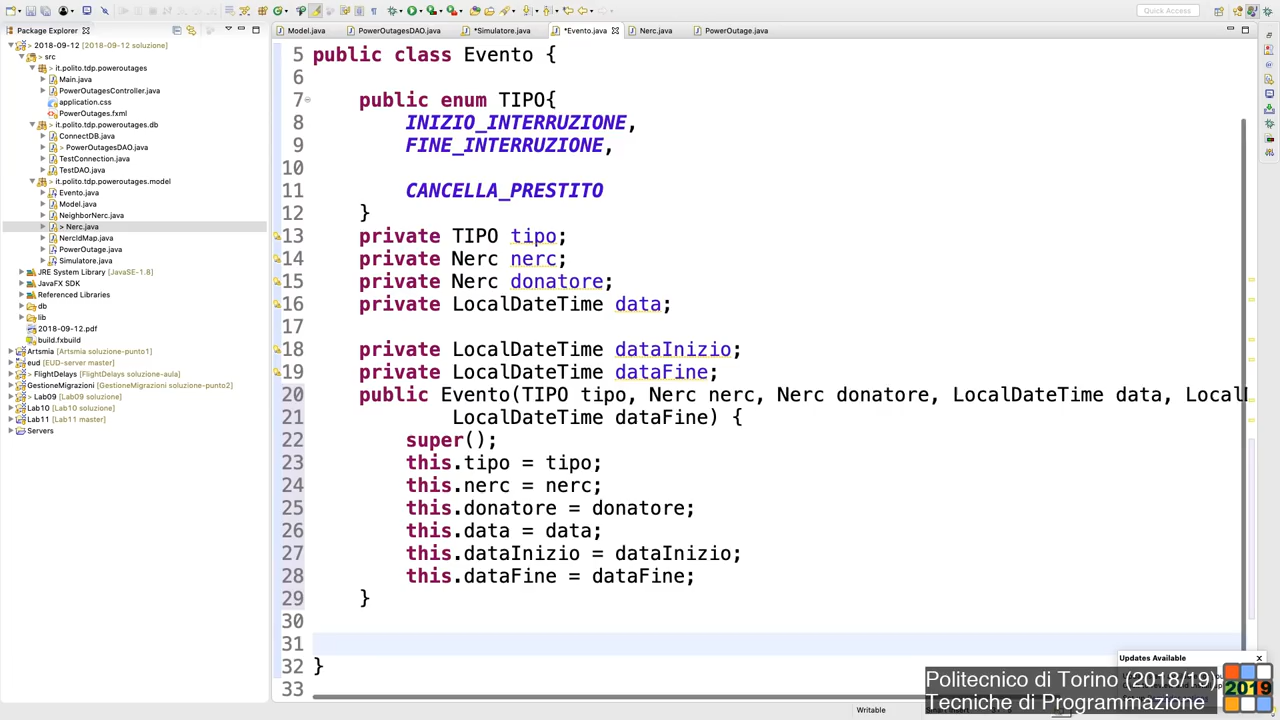 Quick Access
Package Explorer
Model.java
PowerOutagesDAO.java
*Simulatore.java
*Evento.java
Nerc.java
PowerOutage.java
> 2018-09-12 [2018-09-12 soluzione]
> src
> it.polito.tdp.poweroutages
Main.java
PowerOutagesController.java
application.css
PowerOutages.fxml
> it.polito.tdp.poweroutages.db
ConnectDB.java
> PowerOutagesDAO.java
TestConnection.java
TestDAO.java
> it.polito.tdp.poweroutages.model
Evento.java
Model.java
NeighborNerc.java
> Nerc.java
NercIdMap.java
PowerOutage.java
Simulatore.java
JRE System Library [JavaSE-1.8]
JavaFX SDK
Referenced Libraries
db
lib
2018-09-12.pdf
build.fxbuild
Artsmia [Artsmia soluzione-punto1]
eud [EUD-server master]
> FlightDelays [FlightDelays soluzione-aula]
GestioneMigrazioni [GestioneMigrazioni soluzione-punto2]
> Lab09 [Lab09 soluzione]
Lab10 [Lab10 soluzione]
Lab11 [Lab11 master]
Servers
5 public class Evento {
6
7 public enum TIPO{
8 INIZIO_INTERRUZIONE,
9 FINE_INTERRUZIONE,
10
11 CANCELLA_PRESTITO
12 }
13 private TIPO tipo;
14 private Nerc nerc;
15 private Nerc donatore;
16 private LocalDateTime data;
17
18 private LocalDateTime dataInizio;
19 private LocalDateTime dataFine;
20 public Evento(TIPO tipo, Nerc nerc, Nerc donatore, LocalDateTime data, Local
21 LocalDateTime dataFine) {
22 super();
23 this.tipo = tipo;
24 this.nerc = nerc;
25 this.donatore = donatore;
26 this.data = data;
27 this.dataInizio = dataInizio;
28 this.dataFine = dataFine;
29 }
30
31
32 }
33
Updates Available
Politecnico di Torino (2018/19)
Tecniche di Programmazione
2019
Writable